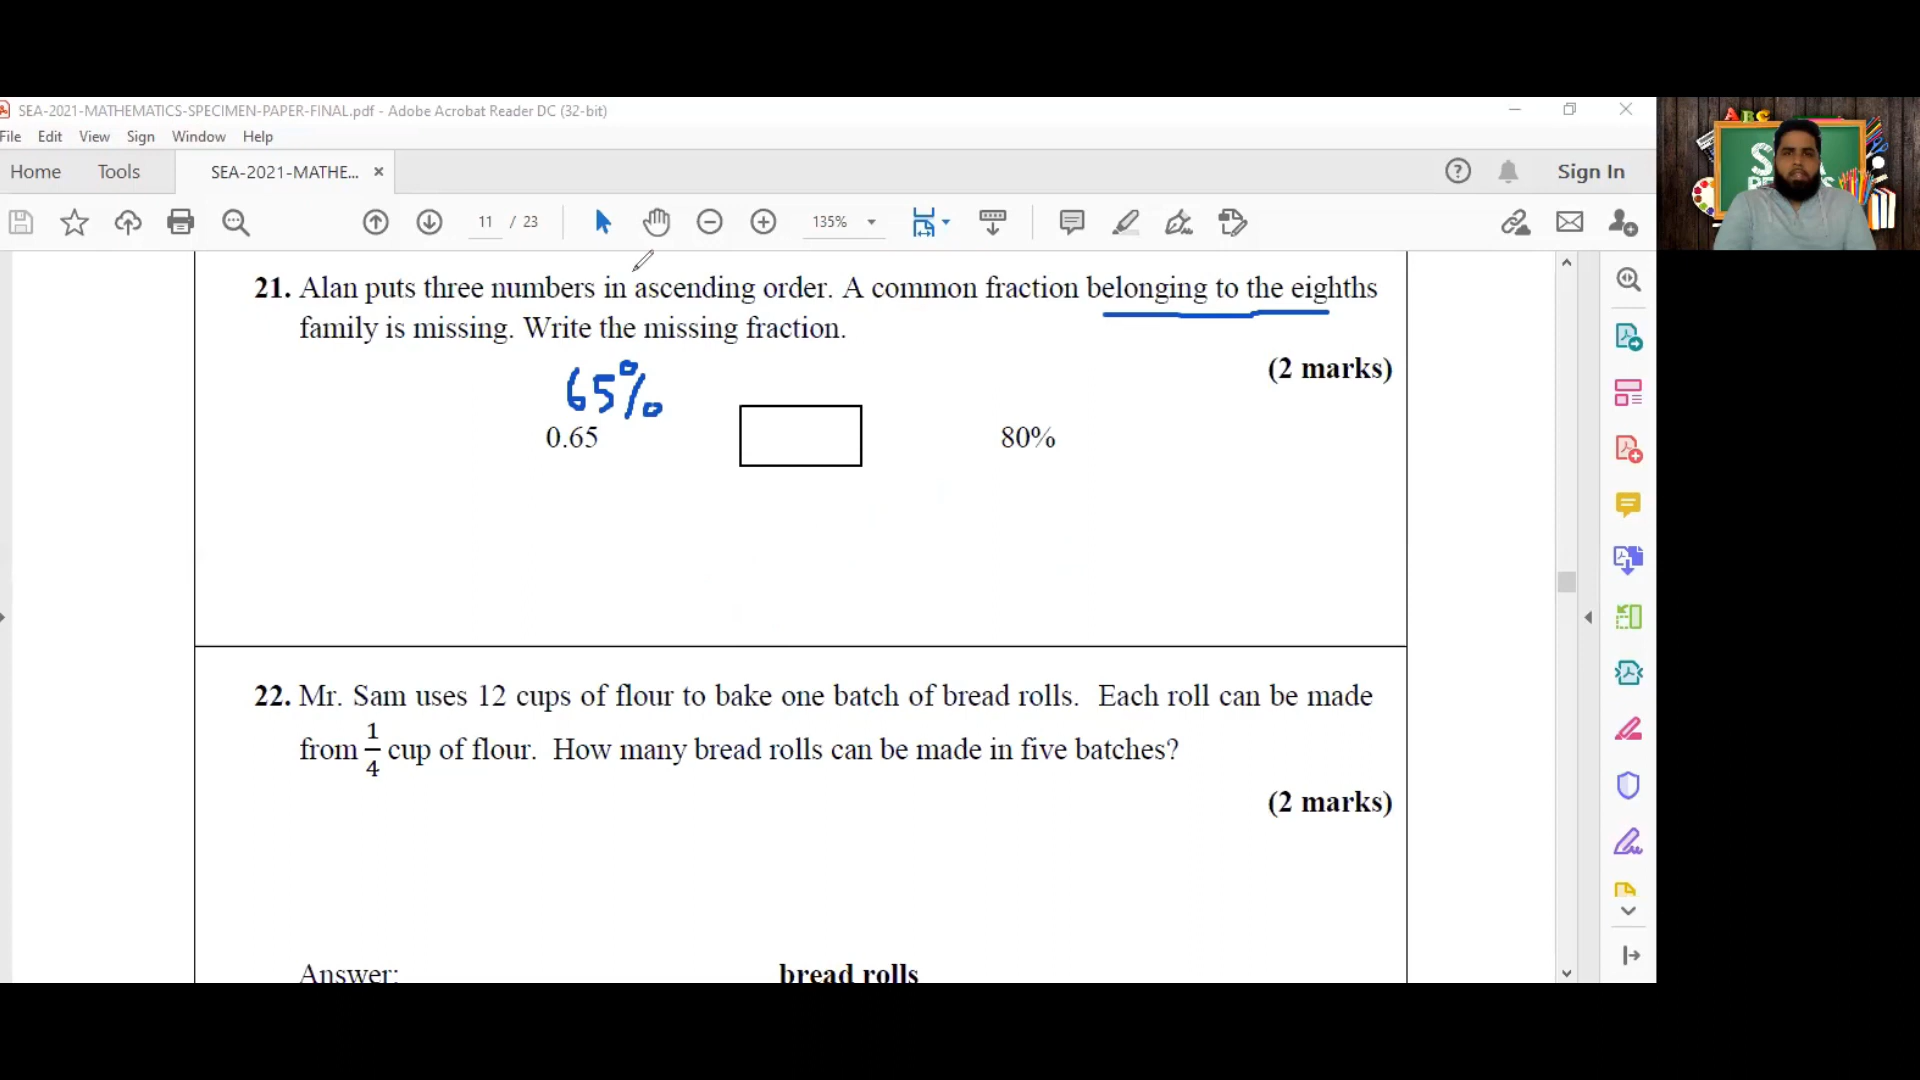 SEA-2021-MATHEMATICS-SPECIMEN-PAPER-FINAL.pdf - Adobe Acrobat Reader DC (32-bit)
File Edit View Sign Window Help
Home Tools SEA-2021-MATHE... × Sign In
11 / 23 135%
21. Alan puts three numbers in ascending order. A common fraction belonging to the eighths
family is missing. Write the missing fraction.
(2 marks)
65%
0.65 80%
22. Mr. Sam uses 12 cups of flour to bake one batch of bread rolls. Each roll can be made
from 1/4 cup of flour. How many bread rolls can be made in five batches?
(2 marks)
Answer: bread rolls
ABC